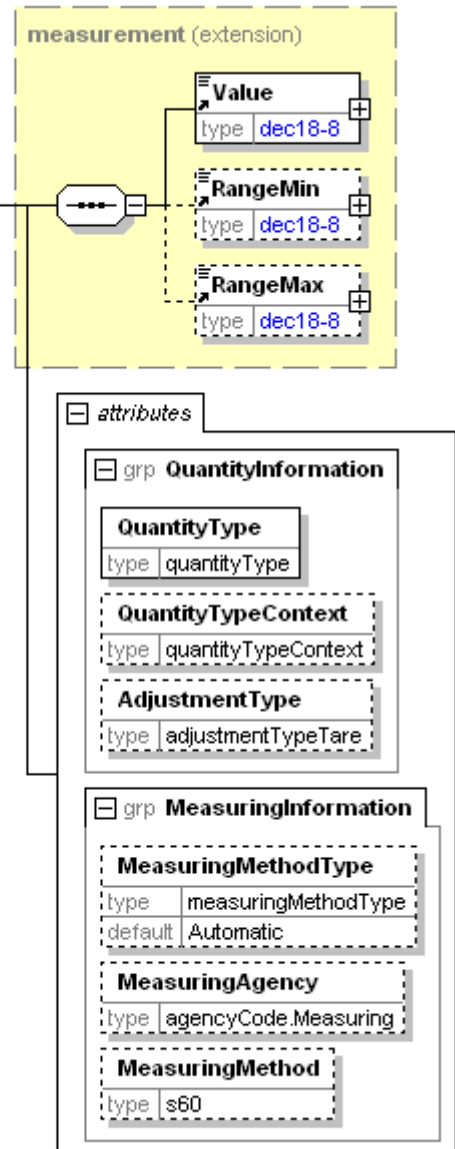 measurement (extension)
Value
type dec18-8
RangeMin
type dec18-8
RangeMax
type dec18-8
attributes
grp QuantityInformation
QuantityType
type quantityType
QuantityTypeContext
type quantityTypeContext
AdjustmentType
type adjustmentTypeTare
grp MeasuringInformation
MeasuringMethodType
type measuringMethodType
default Automatic
MeasuringAgency
type agencyCode.Measuring
MeasuringMethod
type s60